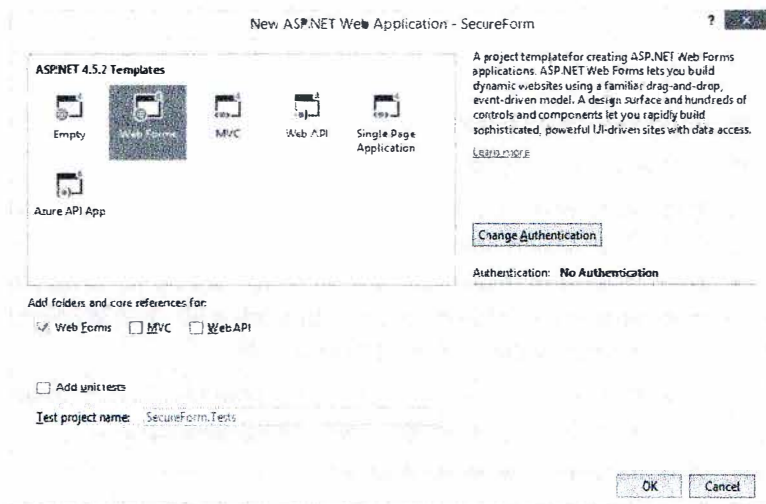 New ASP.NET Web Application - SecureForm
?
ASP.NET 4.5.2 Templates
Empty
Web Forms
MVC
Web API
Single Page
Application
Azure API App
A project template for creating ASP.NET Web Forms
applications. ASP.NET Web Forms lets you build
dynamic websites using a familiar drag-and-drop,
event-driven model. A design surface and hundreds of
controls and components let you rapidly build
sophisticated, powerful UI-driven sites with data access.
Learn more
Change Authentication
Authentication: No Authentication
Add folders and core references for:
Web Forms MVC Web API
Add unit tests
Test project name: SecureForm.Tests
OK Cancel